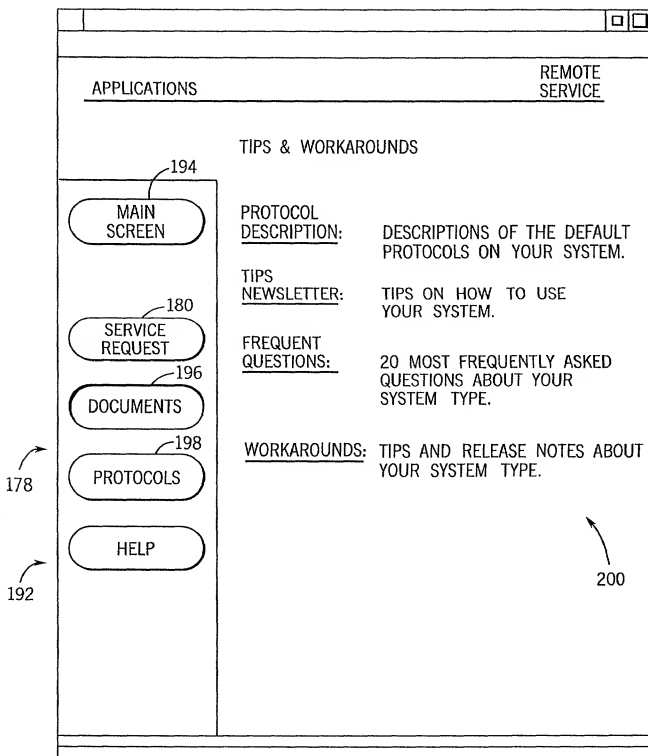 APPLICATIONS
REMOTE
SERVICE
TIPS & WORKAROUNDS
194
MAIN
SCREEN
180
SERVICE
REQUEST
196
DOCUMENTS
198
PROTOCOLS
178
HELP
192
PROTOCOL
DESCRIPTION: DESCRIPTIONS OF THE DEFAULT
PROTOCOLS ON YOUR SYSTEM.
TIPS
NEWSLETTER: TIPS ON HOW TO USE
YOUR SYSTEM.
FREQUENT
QUESTIONS: 20 MOST FREQUENTLY ASKED
QUESTIONS ABOUT YOUR
SYSTEM TYPE.
WORKAROUNDS: TIPS AND RELEASE NOTES ABOUT
YOUR SYSTEM TYPE.
200